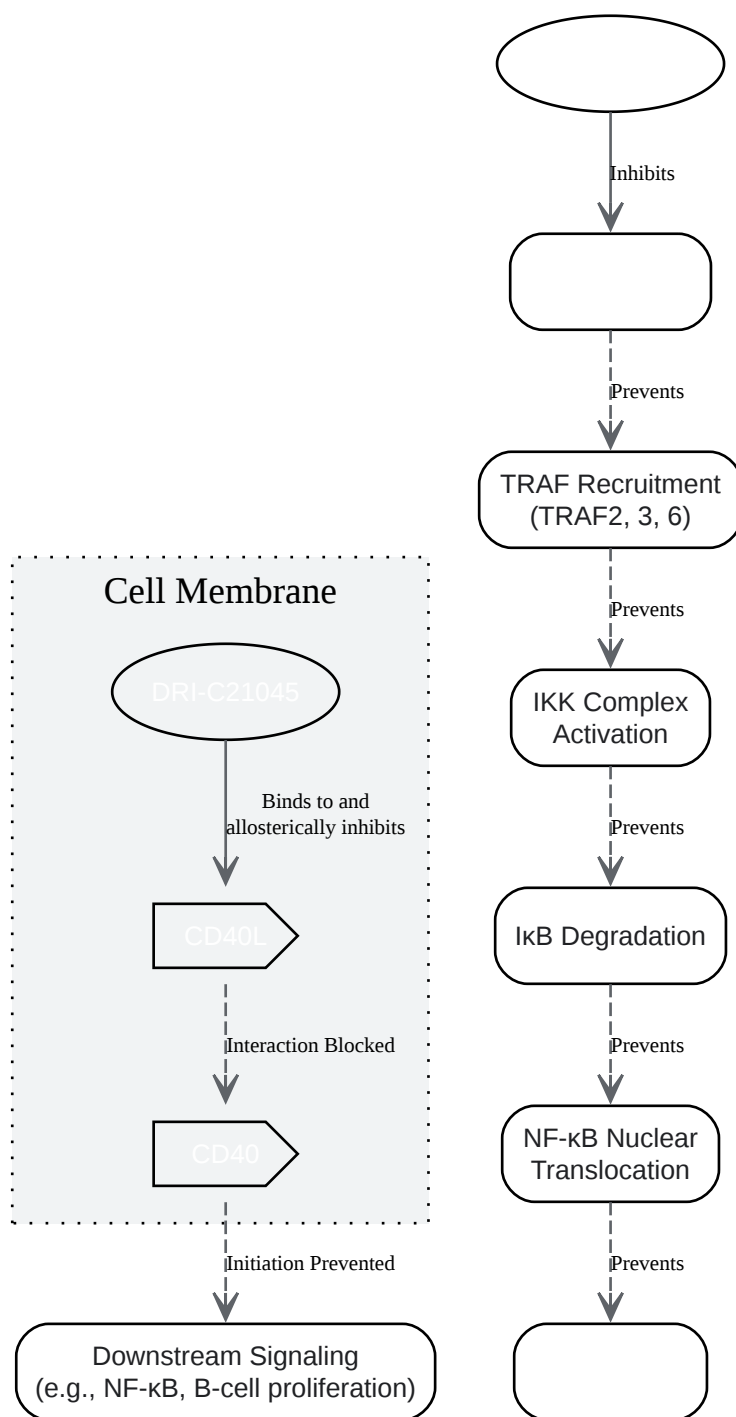 Inhibits
Prevents
TRAF Recruitment
(TRAF2, 3, 6)
Prevents
IKK Complex
Activation
Prevents
IκB Degradation
Prevents
NF-κB Nuclear
Translocation
Prevents
Cell Membrane
DRI-C21045
Binds to and
allosterically inhibits
CD40L
Interaction Blocked
CD40
Initiation Prevented
Downstream Signaling
(e.g., NF-κB, B-cell proliferation)